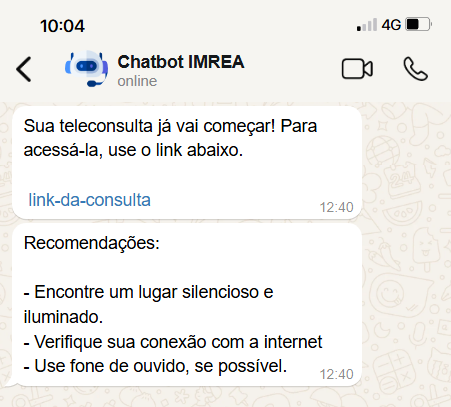 10:04
4G
Chatbot IMREA
online
Sua teleconsulta já vai começar! Para
acessá-la, use o link abaixo.
link-da-consulta
12:40
Recomendações:
- Encontre um lugar silencioso e
iluminado.
- Verifique sua conexão com a internet
- Use fone de ouvido, se possível.
12:40